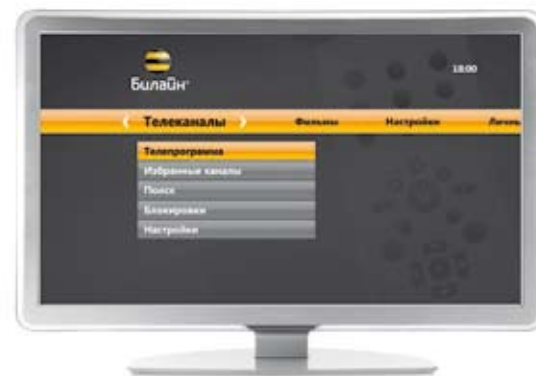 Билайн
18:00
Телеканалы Фильмы Настройки Личны
Телепрограмма
Избранные каналы
Поиск
Блокировки
Настройки